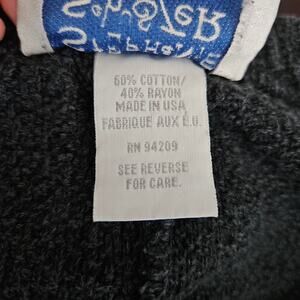 60% COTTON/
40% RAYON
MADE IN USA
FABRIQUE AUX É.U.
RN 94209
SEE REVERSE
FOR CARE.